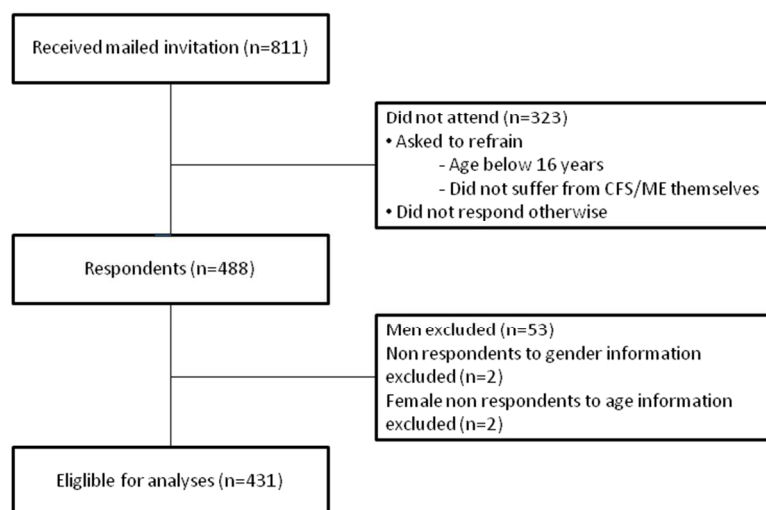 Received mailed invitation (n=811)
Did not attend (n=323)
• Asked to refrain
- Age below 16 years
- Did not suffer from CFS/ME themselves
• Did not respond otherwise
Respondents (n=488)
Men excluded (n=53)
Non respondents to gender information
excluded (n=2)
Female non respondents to age information
excluded (n=2)
Eligible for analyses (n=431)